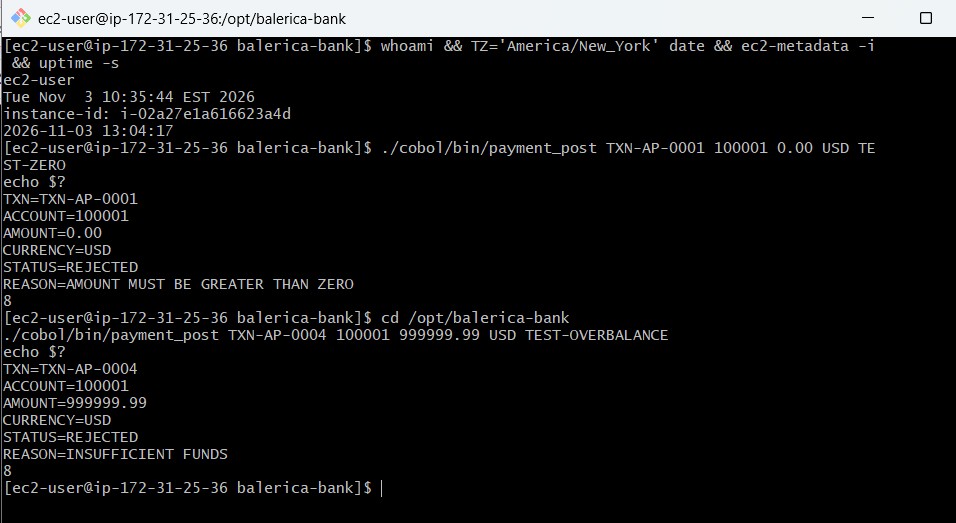 ec2-user@ip-172-31-25-36:/opt/balerica-bank
[ec2-user@ip-172-31-25-36 balerica-bank]$ whoami && TZ='America/New_York' date && ec2-metadata -i
 && uptime -s
ec2-user
Tue Nov  3 10:35:44 EST 2026
instance-id: i-02a27e1a616623a4d
2026-11-03 13:04:17
[ec2-user@ip-172-31-25-36 balerica-bank]$ ./cobol/bin/payment_post TXN-AP-0001 100001 0.00 USD TE
ST-ZERO
echo $?
TXN=TXN-AP-0001
ACCOUNT=100001
AMOUNT=0.00
CURRENCY=USD
STATUS=REJECTED
REASON=AMOUNT MUST BE GREATER THAN ZERO
8
[ec2-user@ip-172-31-25-36 balerica-bank]$ cd /opt/balerica-bank
./cobol/bin/payment_post TXN-AP-0004 100001 999999.99 USD TEST-OVERBALANCE
echo $?
TXN=TXN-AP-0004
ACCOUNT=100001
AMOUNT=999999.99
CURRENCY=USD
STATUS=REJECTED
REASON=INSUFFICIENT FUNDS
8
[ec2-user@ip-172-31-25-36 balerica-bank]$